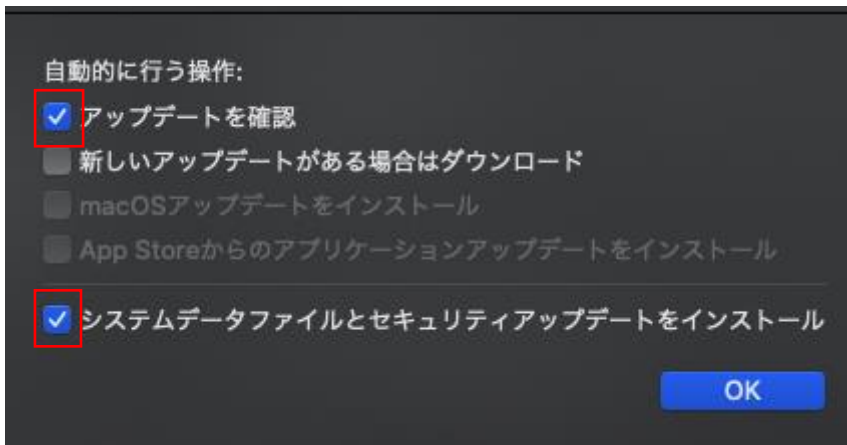 自動的に行う操作:
アップデートを確認
新しいアップデートがある場合はダウンロード
macOSアップデートをインストール
App Storeからのアプリケーションアップデートをインストール
システムデータファイルとセキュリティアップデートをインストール
OK